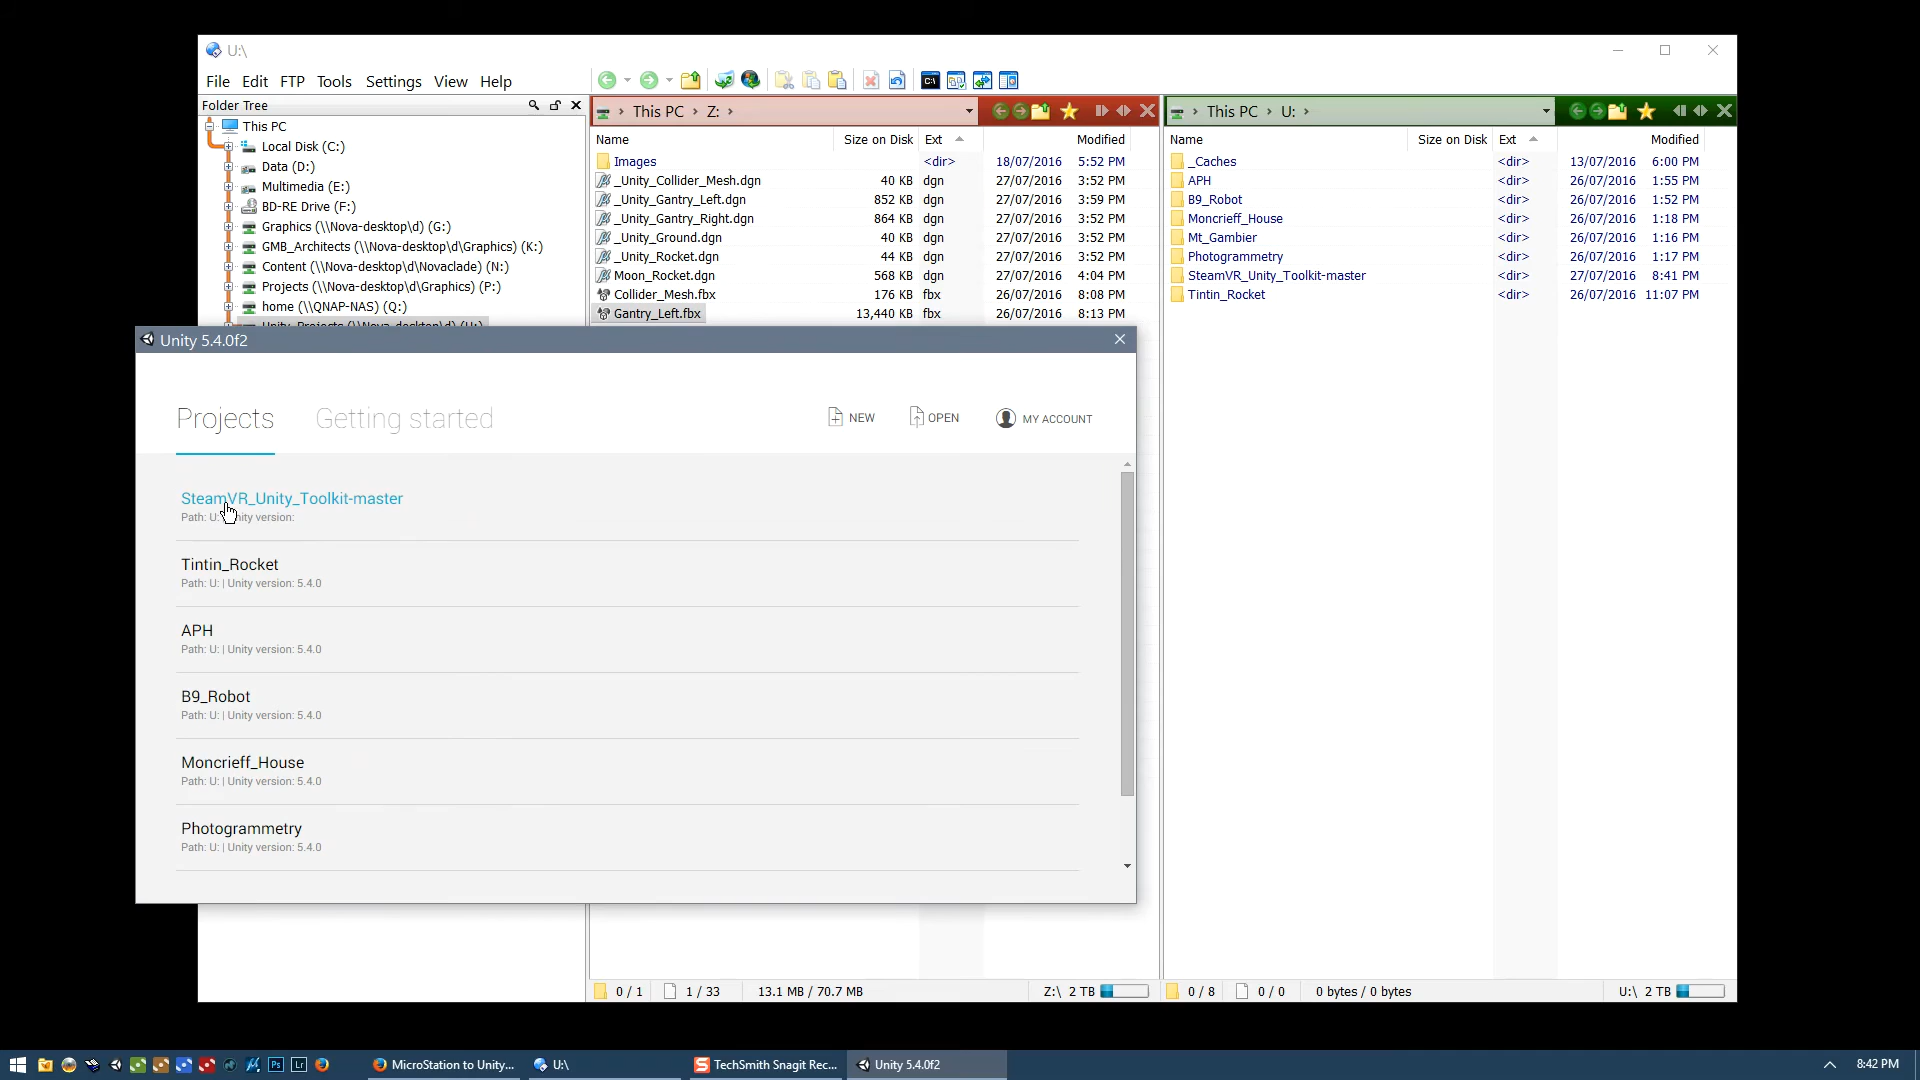 U:\
File Edit FTP Tools Settings View Help
Folder Tree
This PC
Local Disk (C:)
Data (D:)
Multimedia (E:)
BD-RE Drive (F:)
Graphics (\\Nova-desktop\d) (G:)
GMB_Architects (\\Nova-desktop\d\Graphics) (K:)
Content (\\Nova-desktop\d\Novaclade) (N:)
Projects (\\Nova-desktop\d\Graphics) (P:)
home (\\QNAP-NAS) (Q:)
Unity_Projects (\\Nova-desktop\d) (U:)
This PC Z:
Name Size on Disk Ext Modified
Images <dir> 18/07/2016 5:52 PM
_Unity_Collider_Mesh.dgn 40 KB dgn 27/07/2016 3:52 PM
_Unity_Gantry_Left.dgn 852 KB dgn 27/07/2016 3:59 PM
_Unity_Gantry_Right.dgn 864 KB dgn 27/07/2016 3:52 PM
_Unity_Ground.dgn 40 KB dgn 27/07/2016 3:52 PM
_Unity_Rocket.dgn 44 KB dgn 27/07/2016 3:52 PM
Moon_Rocket.dgn 568 KB dgn 27/07/2016 4:04 PM
Collider_Mesh.fbx 176 KB fbx 26/07/2016 8:08 PM
Gantry_Left.fbx 13,440 KB fbx 26/07/2016 8:13 PM
This PC U:
Name Size on Disk Ext Modified
_Caches <dir> 13/07/2016 6:00 PM
APH <dir> 26/07/2016 1:55 PM
B9_Robot <dir> 26/07/2016 1:52 PM
Moncrieff_House <dir> 26/07/2016 1:18 PM
Mt_Gambier <dir> 26/07/2016 1:16 PM
Photogrammetry <dir> 26/07/2016 1:17 PM
SteamVR_Unity_Toolkit-master <dir> 27/07/2016 8:41 PM
Tintin_Rocket <dir> 26/07/2016 11:07 PM
Unity 5.4.0f2
Projects Getting started NEW OPEN MY ACCOUNT
SteamVR_Unity_Toolkit-master
Path: U: nity version:
Tintin_Rocket
Path: U: | Unity version: 5.4.0
APH
Path: U: | Unity version: 5.4.0
B9_Robot
Path: U: | Unity version: 5.4.0
Moncrieff_House
Path: U: | Unity version: 5.4.0
Photogrammetry
Path: U: | Unity version: 5.4.0
0 / 1 1 / 33 13.1 MB / 70.7 MB Z:\ 2 TB
0 / 8 0 / 0 0 bytes / 0 bytes U:\ 2 TB
Ps Lr MicroStation to Unity... U:\ TechSmith Snagit Rec... Unity 5.4.0f2 8:42 PM